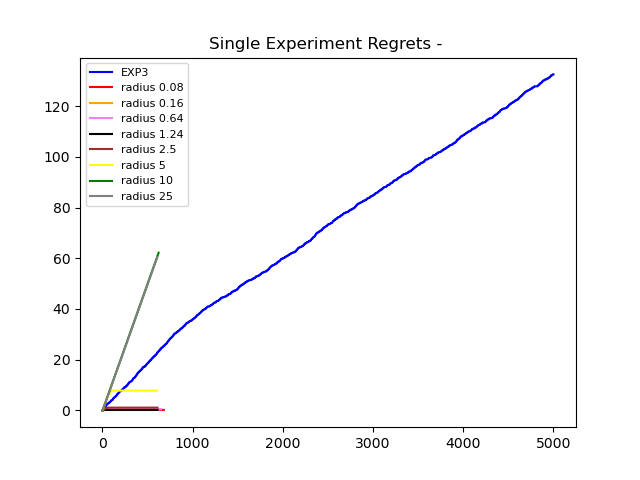 Single Experiment Regrets -
EXP3
radius 0.08
radius 0.16
radius 0.64
radius 1.24
radius 2.5
radius 5
radius 10
radius 25
120
100
80
60
40
20
0
0 1000 2000 3000 4000 5000